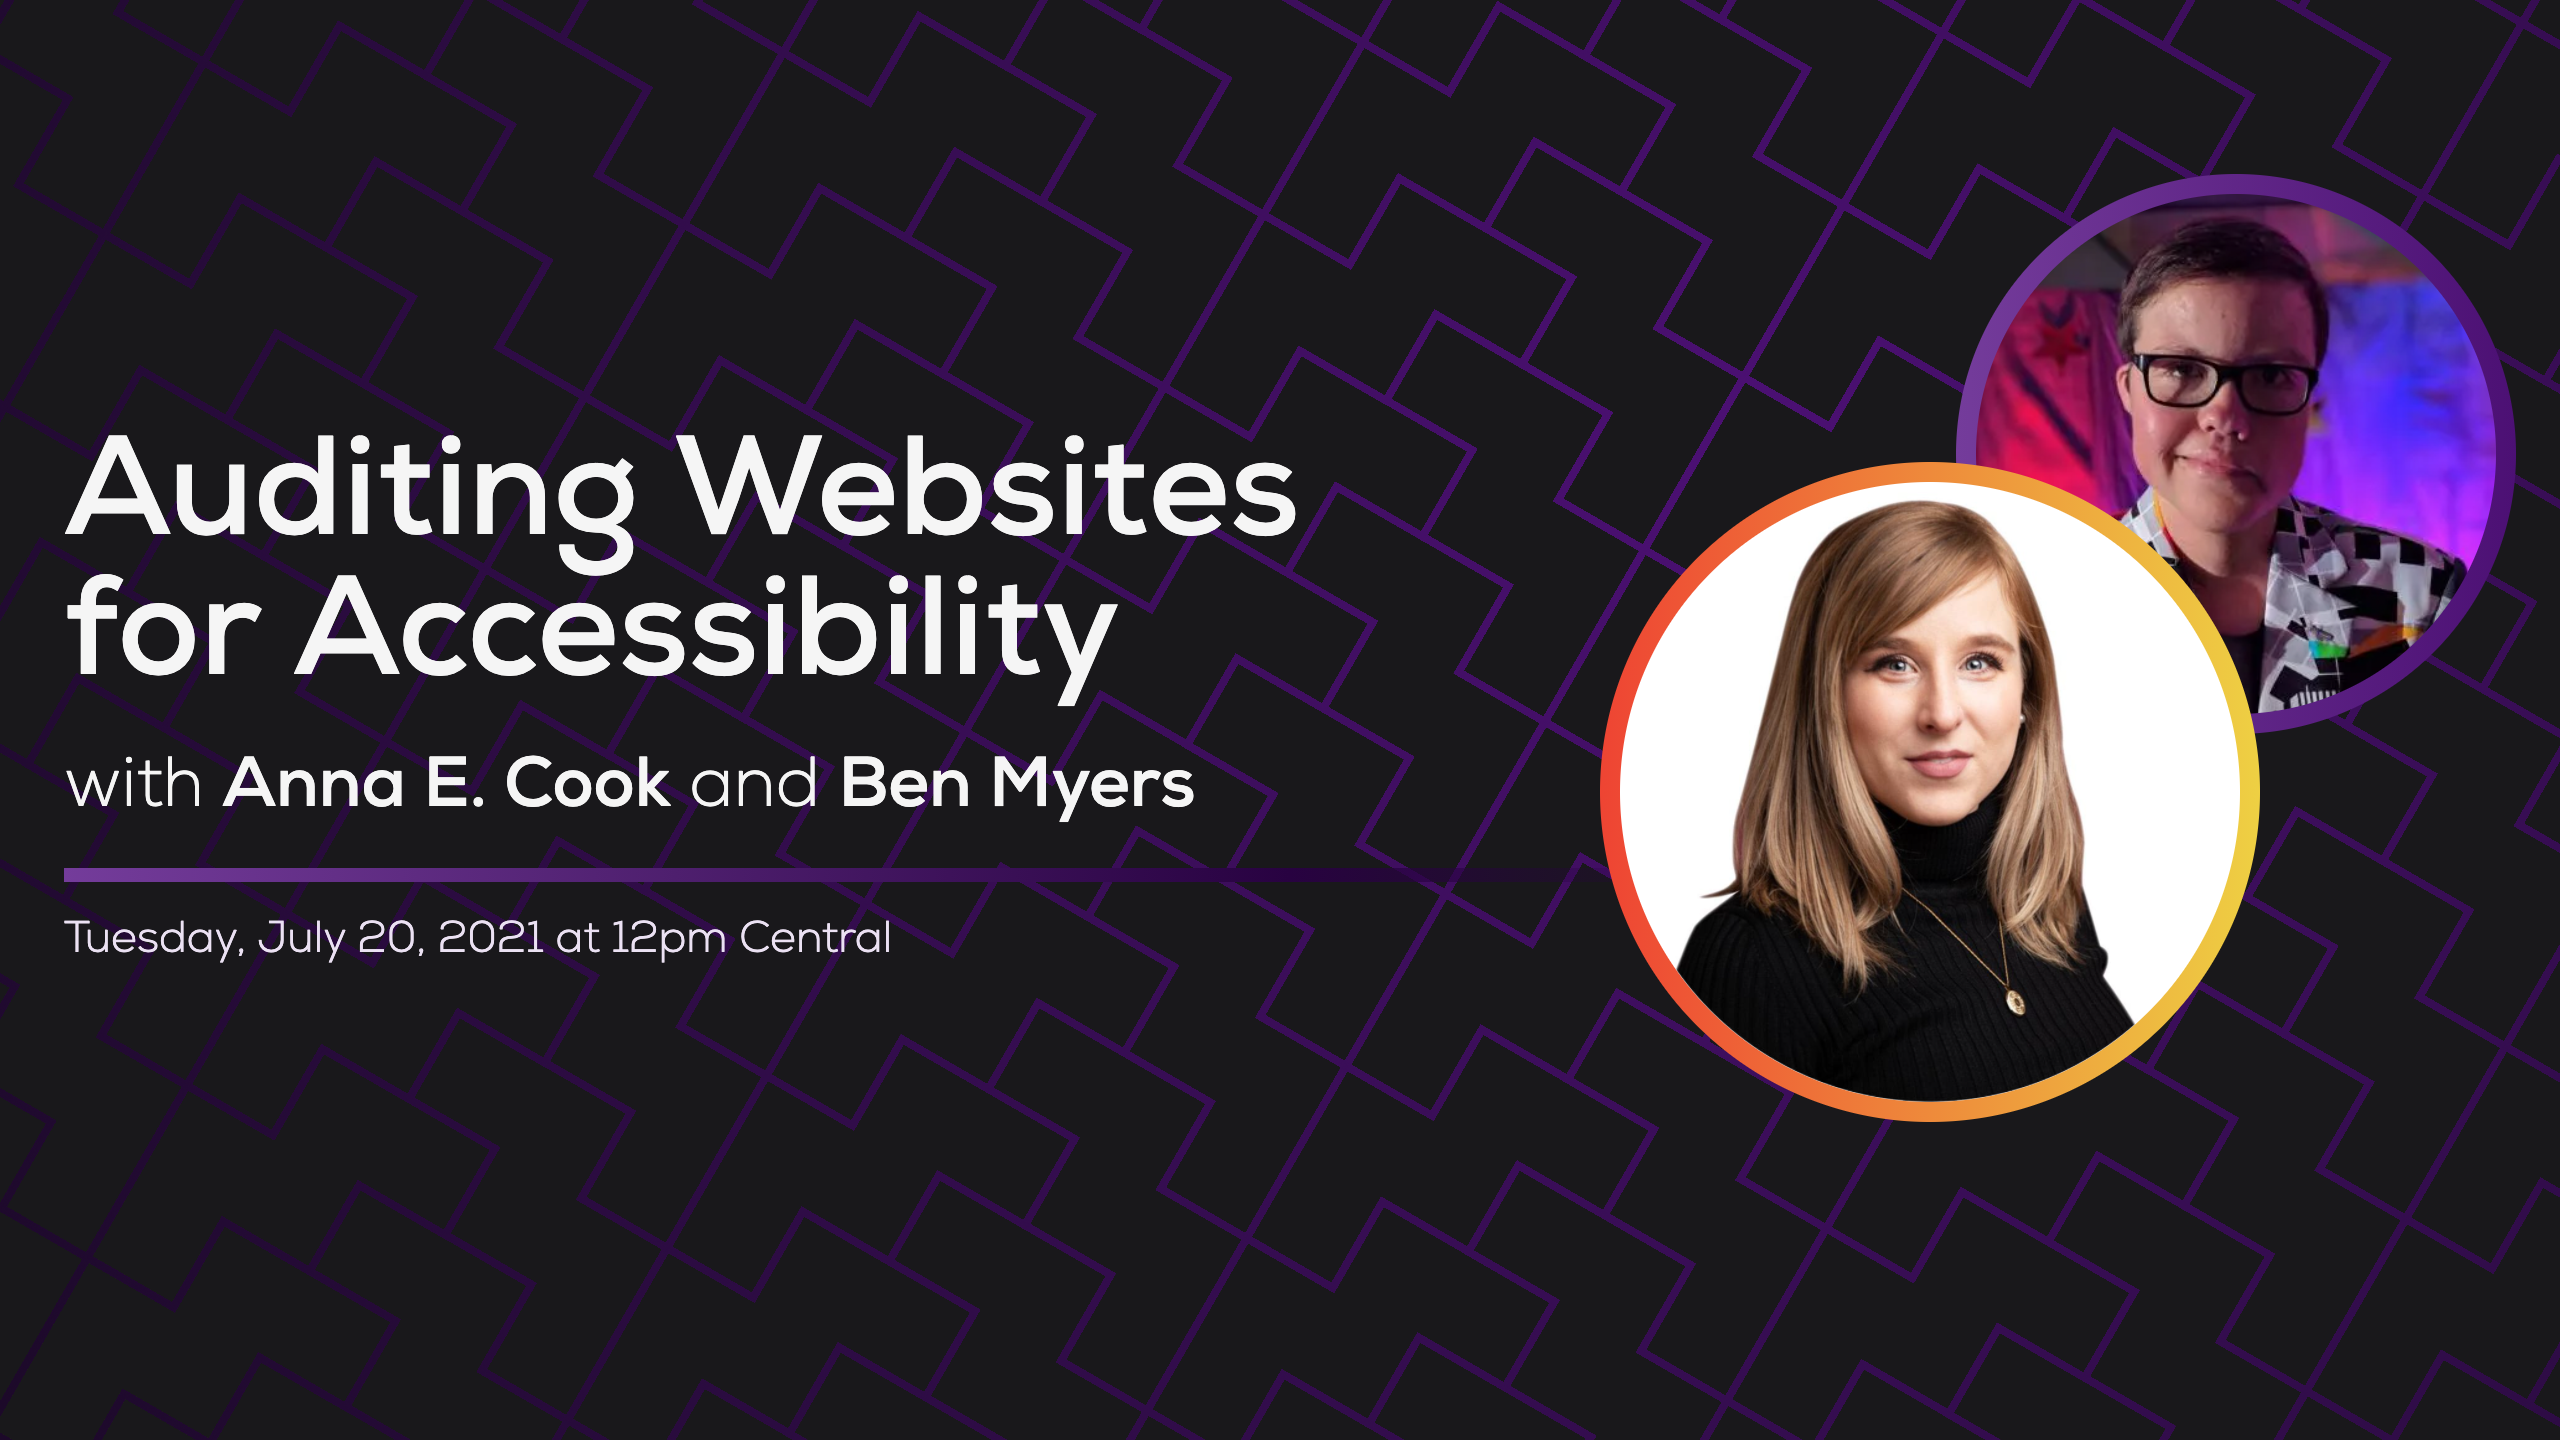 Auditing Websites
for Accessibility
with Anna E. Cook and Ben Myers
Tuesday, July 20, 2021 at 12pm Central